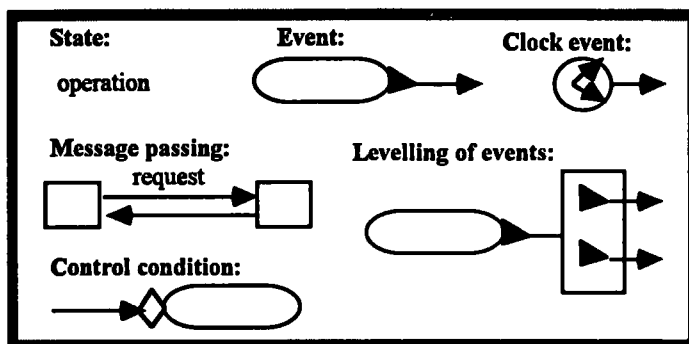 State:
Event:
Clock event:
operation
Message passing:
request
Levelling of events:
Control condition: